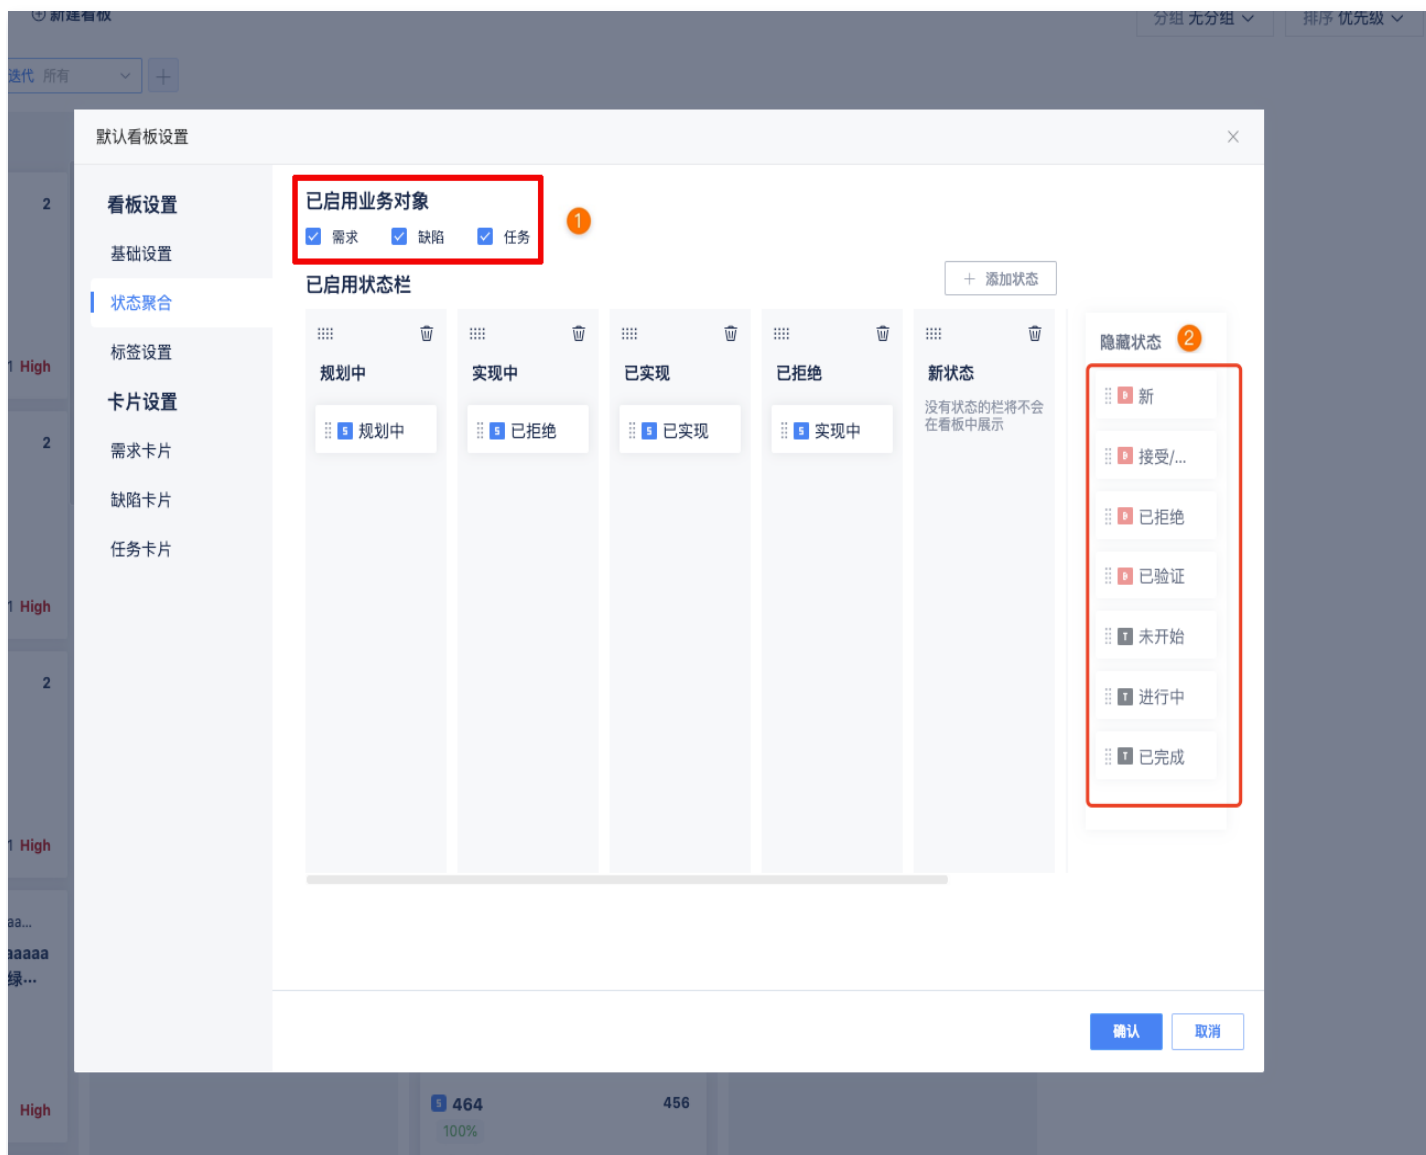 新建看板
分组 无分组
排序 优先级
迭代 所有
默认看板设置
看板设置
基础设置
状态聚合
标签设置
卡片设置
需求卡片
缺陷卡片
任务卡片
已启用业务对象
1
需求 缺陷 任务
已启用状态栏
+ 添加状态
规划中
S 规划中
实现中
S 已拒绝
已实现
S 已实现
已拒绝
S 实现中
新状态
没有状态的栏将不会
在看板中展示
隐藏状态 2
D 新
D 接受/...
D 已拒绝
D 已验证
T 未开始
T 进行中
T 已完成
确认 取消
2
1 High
2
1 High
2
1 High
aa...
aaaaa
绿...
High
S 464 456
100%